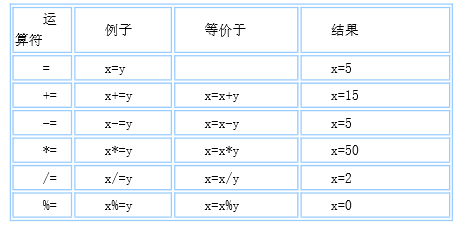 运算符 例子 等价于 结果
= x=y x=5
+= x+=y x=x+y x=15
-= x-=y x=x-y x=5
*= x*=y x=x*y x=50
/= x/=y x=x/y x=2
%= x%=y x=x%y x=0